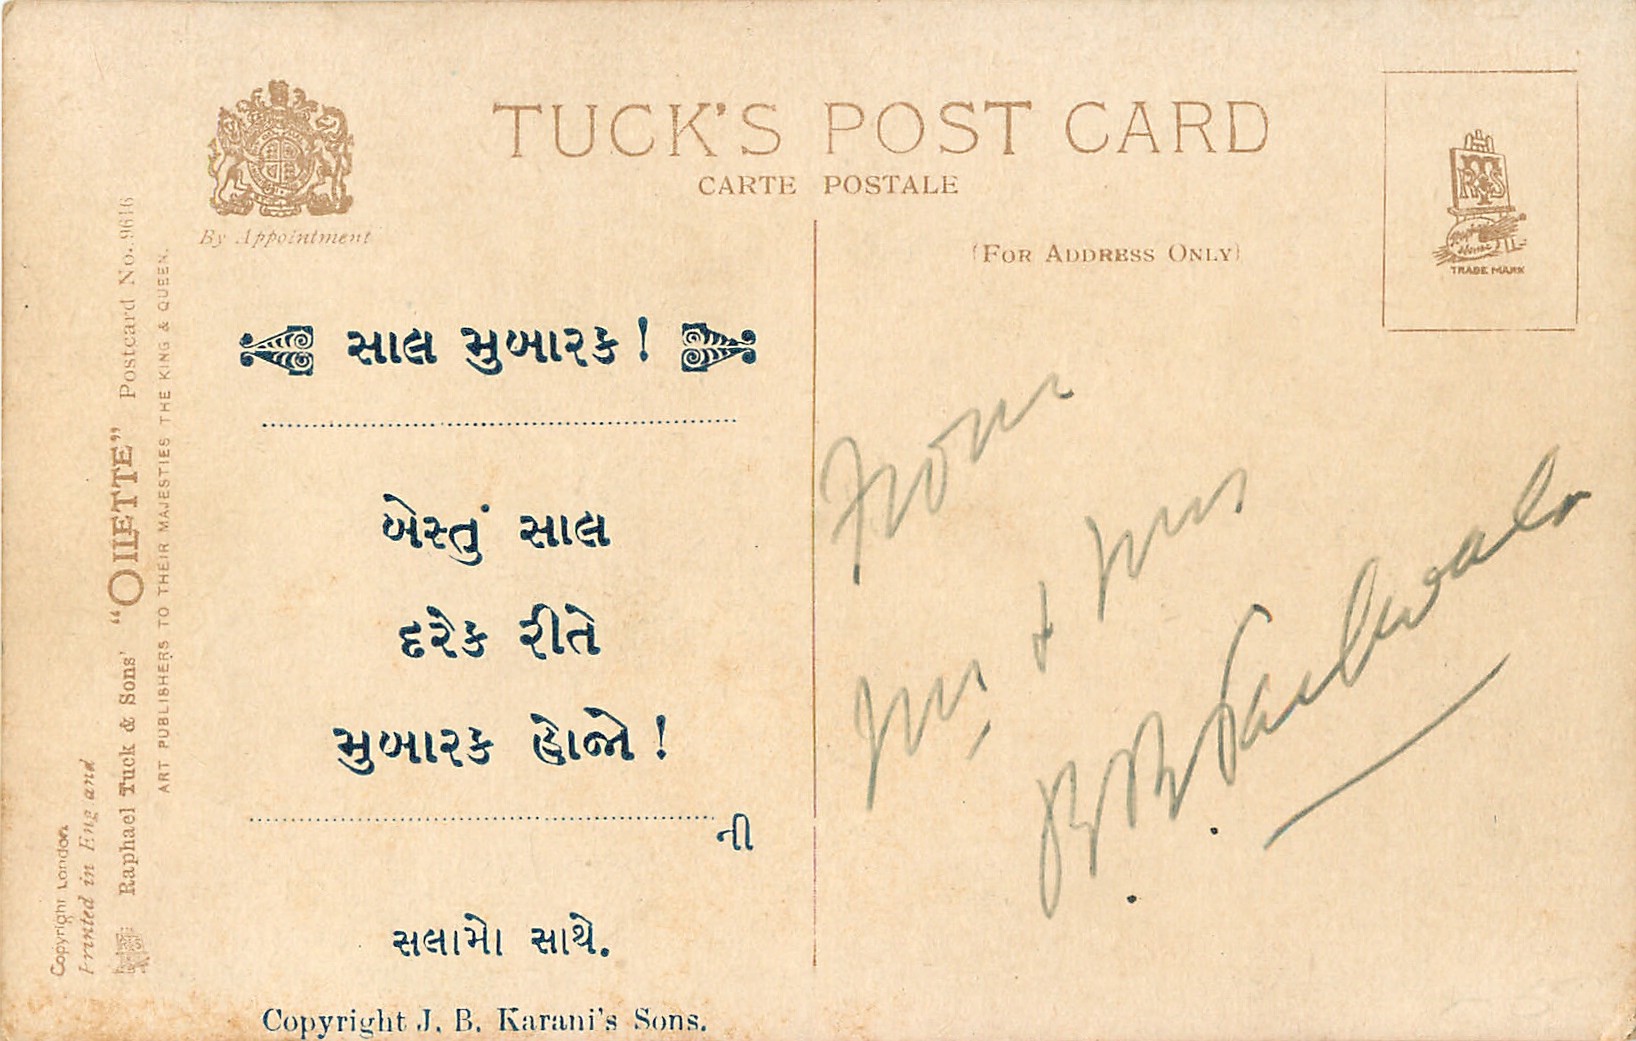 TUCK'S POST CARD
CARTE POSTALE
By Appointment
(FOR ADDRESS ONLY)
TRADE MARK
સાલ મુબારક !
બેસ્તું સાલ
દરેક રીતે
મુબારક હોજો !
ની
સલામો સાથે.
Copyright J. B. Karani's Sons.
Copyright London.
Printed in England
Raphael Tuck & Sons' "OILETTE" Postcard No. 9616
ART PUBLISHERS TO THEIR MAJESTIES THE KING & QUEEN.
From
Mr & Mrs
B. B.